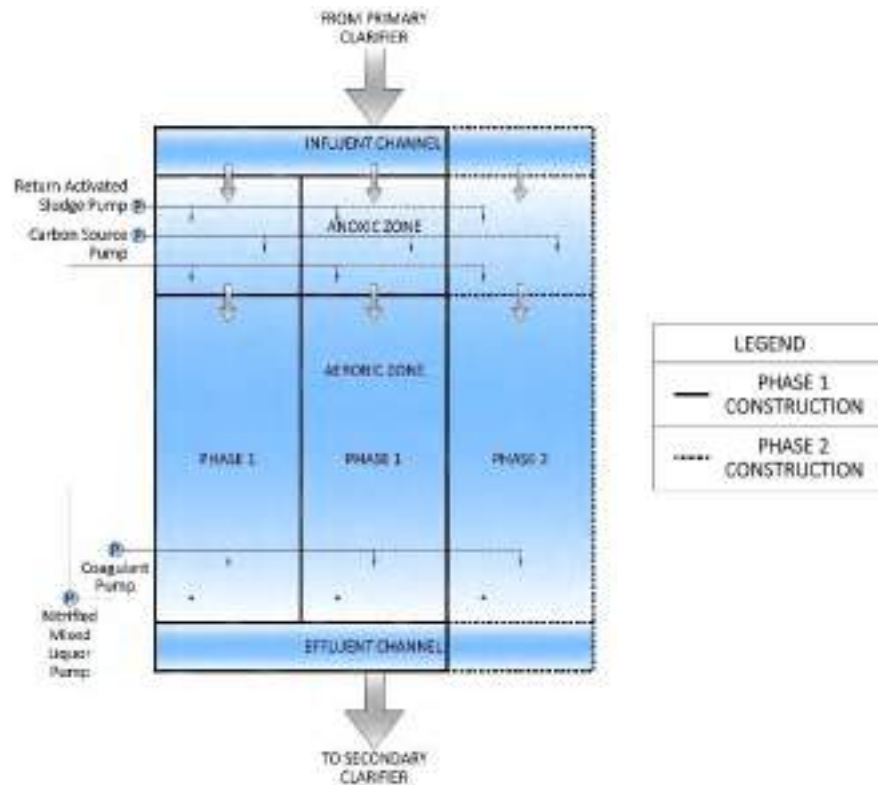 FROM PRIMARY
CLARIFIER
INFLUENT CHANNEL
Return Activated
Sludge Pump P
ANOXIC ZONE
Carbon Source P
Pump
AEROBIC ZONE
PHASE 1
PHASE 1
PHASE 2
LEGEND
PHASE 1
CONSTRUCTION
PHASE 2
CONSTRUCTION
P
Coagulant
Pump
P
Nitrified
Mixed
Liquor
Pump
EFFLUENT CHANNEL
TO SECONDARY
CLARIFIER